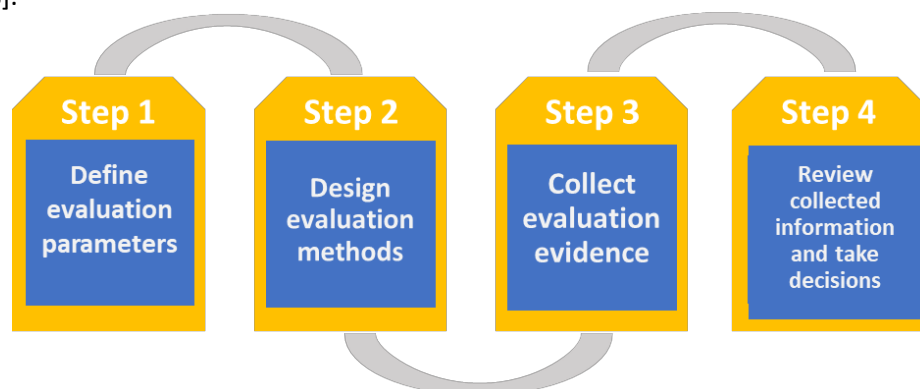 Step 1
Define
evaluation
parameters
Step 2
Design
evaluation
methods
Step 3
Collect
evaluation
evidence
Step 4
Review
collected
information
and take
decisions